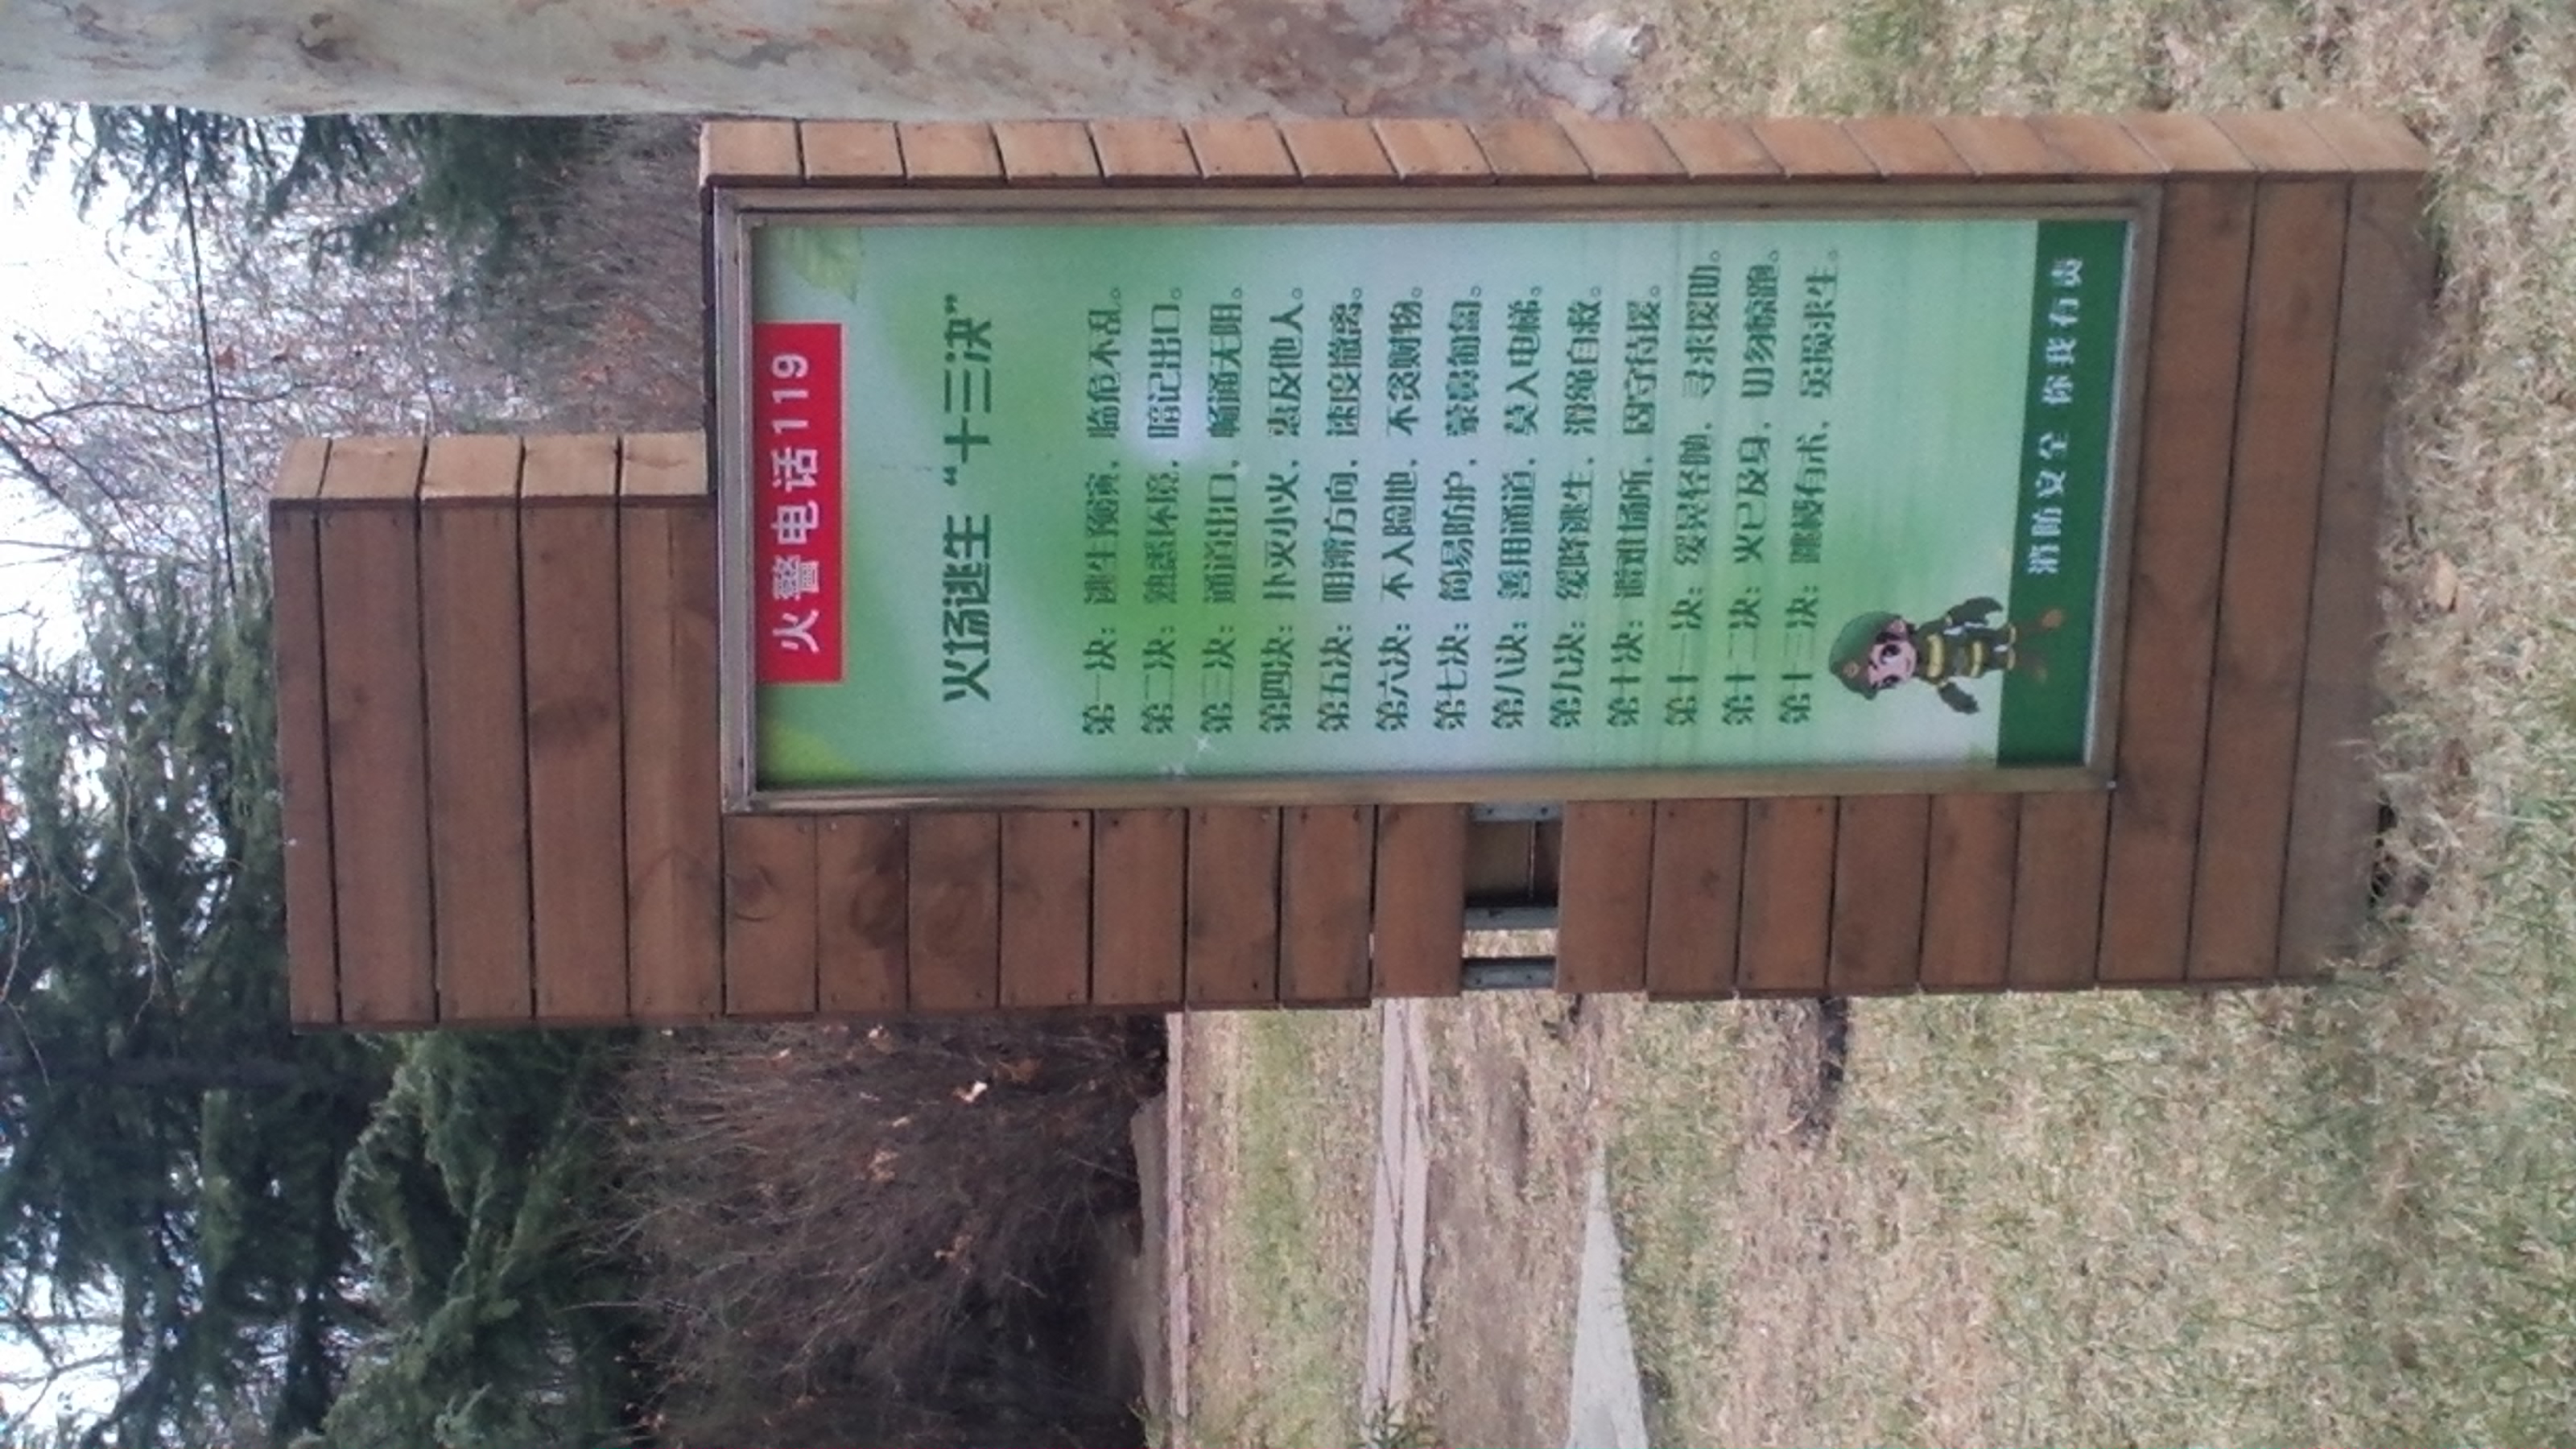 火警电话119
火场逃生“十三决”
第一决：逃生预演，临危不乱。
第二决：熟悉环境，暗记出口。
第三决：通道出口，畅通无阻。
第四决：扑灭小火，惠及他人。
第五决：明辨方向，速度撤离。
第六决：不入险地，不贪财物。
第七决：简易防护，蒙鼻匍匐。
第八决：善用通道，莫入电梯。
第九决：缓降逃生，滑绳自救。
第十决：避难场所，固守待援。
第十一决：缓晃轻抛，寻求援助。
第十二决：火已及身，切勿惊跑。
第十三决：跳楼有术，虽损求生。
消防安全 你我有责